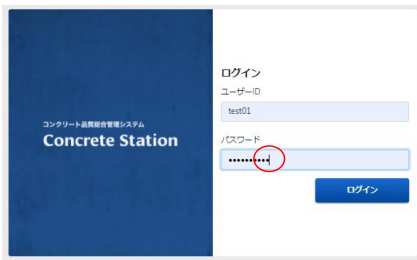 コンクリート品質総合管理システム
Concrete Station
ログイン
ユーザーID
test01
パスワード
••••••••••
ログイン